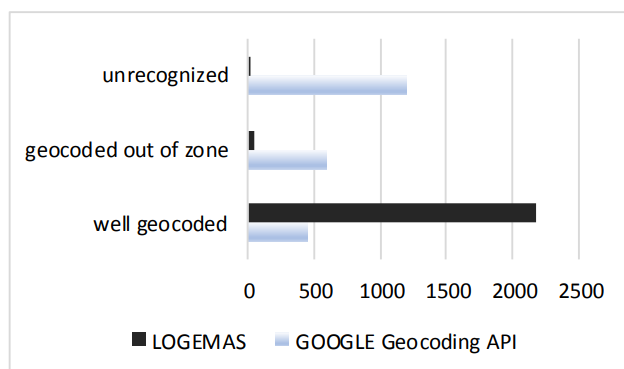 unrecognized
geocoded out of zone
well geocoded
0 500 1000 1500 2000 2500
LOGEMAS GOOGLE Geocoding API